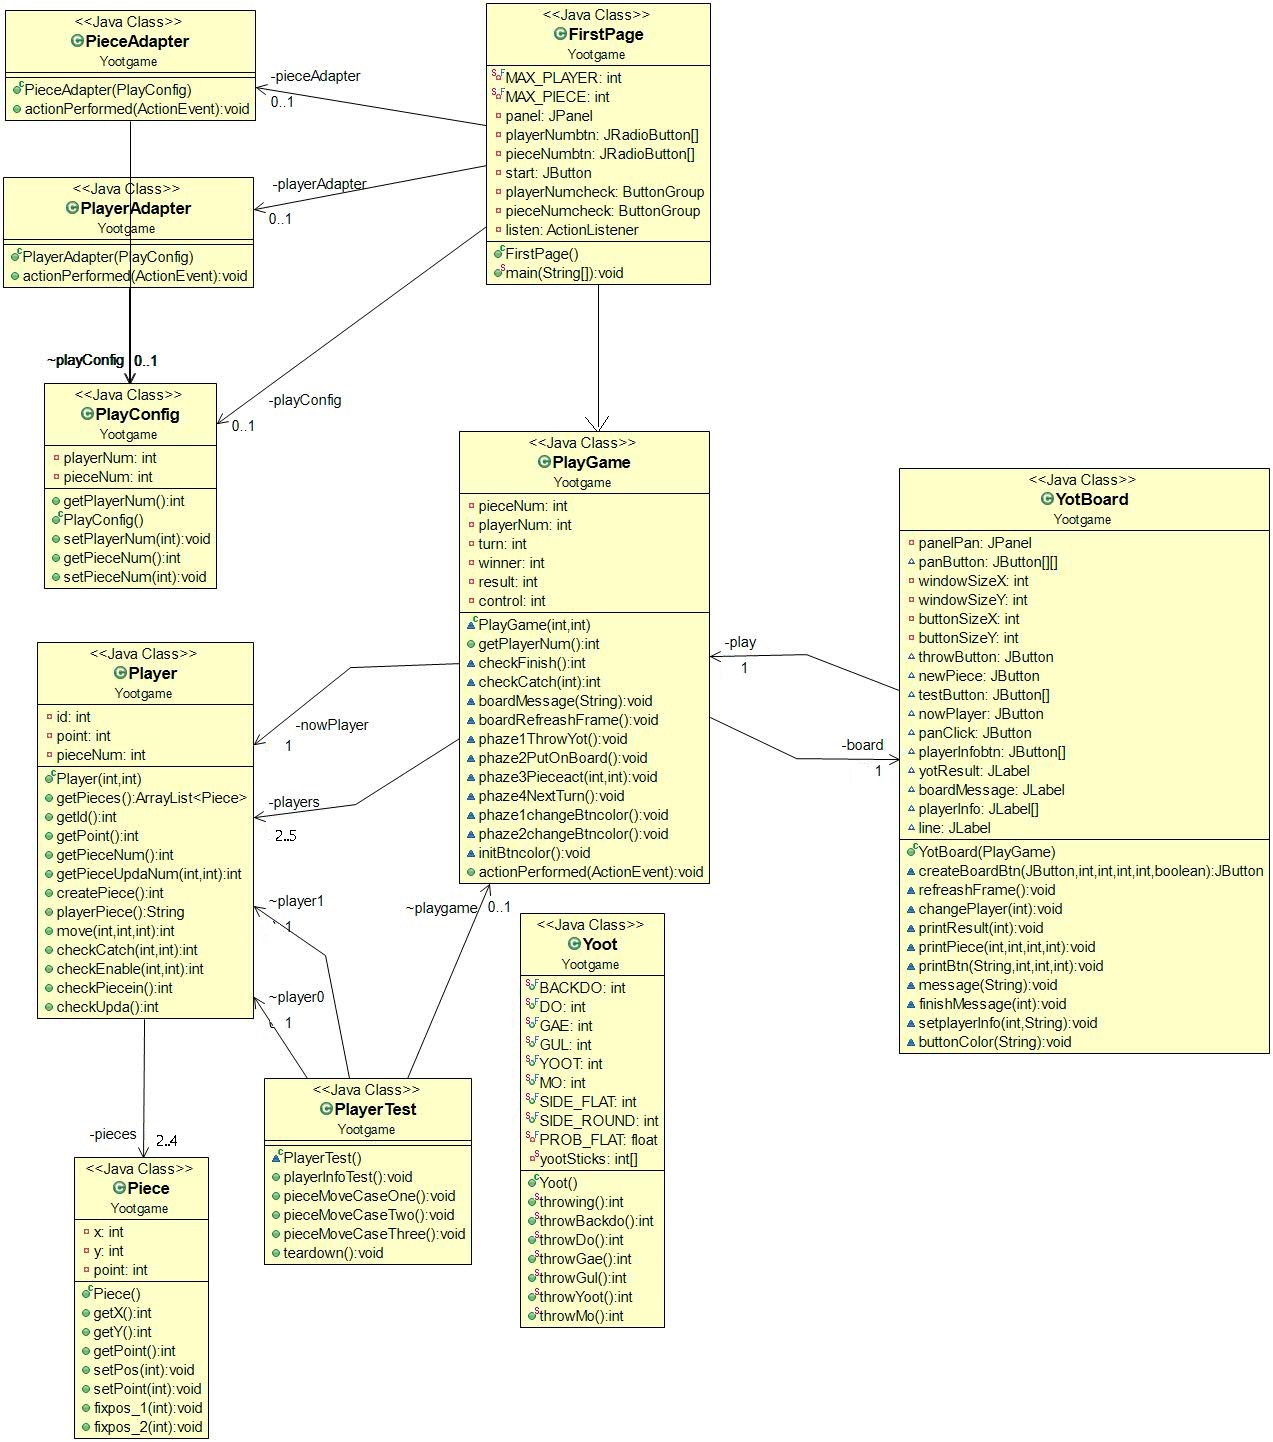 <<Java Class>>
PieceAdapter
Yootgame
PieceAdapter(PlayConfig)
actionPerformed(ActionEvent):void
<<Java Class>>
FirstPage
Yootgame
MAX_PLAYER: int
MAX_PIECE: int
panel: JPanel
playerNumbtn: JRadioButton[]
pieceNumbtn: JRadioButton[]
start: JButton
playerNumcheck: ButtonGroup
pieceNumcheck: ButtonGroup
listen: ActionListener
FirstPage()
main(String[]):void
-pieceAdapter
0..1
-playerAdapter
0..1
<<Java Class>>
PlayerAdapter
Yootgame
PlayerAdapter(PlayConfig)
actionPerformed(ActionEvent):void
~playConfig
0..1
-playConfig
0..1
<<Java Class>>
PlayConfig
Yootgame
playerNum: int
pieceNum: int
getPlayerNum():int
PlayConfig()
setPlayerNum(int):void
getPieceNum():int
setPieceNum(int):void
<<Java Class>>
PlayGame
Yootgame
pieceNum: int
playerNum: int
turn: int
winner: int
result: int
control: int
PlayGame(int,int)
getPlayerNum():int
checkFinish():int
checkCatch(int):int
boardMessage(String):void
boardRefreashFrame():void
phaze1ThrowYot():void
phaze2PutOnBoard():void
phaze3Pieceact(int,int):void
phaze4NextTurn():void
phaze1changeBtncolor():void
phaze2changeBtncolor():void
initBtncolor():void
actionPerformed(ActionEvent):void
<<Java Class>>
YotBoard
Yootgame
panelPan: JPanel
panButton: JButton[][]
windowSizeX: int
windowSizeY: int
buttonSizeX: int
buttonSizeY: int
throwButton: JButton
newPiece: JButton
testButton: JButton[]
nowPlayer: JButton
panClick: JButton
playerInfobtn: JButton[]
yotResult: JLabel
boardMessage: JLabel
playerInfo: JLabel[]
line: JLabel
YotBoard(PlayGame)
createBoardBtn(JButton,int,int,int,int,boolean):JButton
refreashFrame():void
changePlayer(int):void
printResult(int):void
printPiece(int,int,int,int):void
printBtn(String,int,int,int):void
message(String):void
finishMessage(int):void
setplayerInfo(int,String):void
buttonColor(String):void
-play
1
-board
1
<<Java Class>>
Player
Yootgame
id: int
point: int
pieceNum: int
Player(int,int)
getPieces():ArrayList<Piece>
getId():int
getPoint():int
getPieceNum():int
getPieceUpdaNum(int,int):int
createPiece():int
playerPiece():String
move(int,int,int):int
checkCatch(int,int):int
checkEnable(int,int):int
checkPiecein():int
checkUpda():int
-nowPlayer
1
-players
2..5
~player1
1
~player0
1
~playgame
0..1
<<Java Class>>
PlayerTest
Yootgame
PlayerTest()
playerInfoTest():void
pieceMoveCaseOne():void
pieceMoveCaseTwo():void
pieceMoveCaseThree():void
teardown():void
<<Java Class>>
Yoot
Yootgame
BACKDO: int
DO: int
GAE: int
GUL: int
YOOT: int
MO: int
SIDE_FLAT: int
SIDE_ROUND: int
PROB_FLAT: float
yootSticks: int[]
Yoot()
throwing():int
throwBackdo():int
throwDo():int
throwGae():int
throwGul():int
throwYoot():int
throwMo():int
-pieces
2..4
<<Java Class>>
Piece
Yootgame
x: int
y: int
point: int
Piece()
getX():int
getY():int
getPoint():int
setPos(int):void
setPoint(int):void
fixpos_1(int):void
fixpos_2(int):void